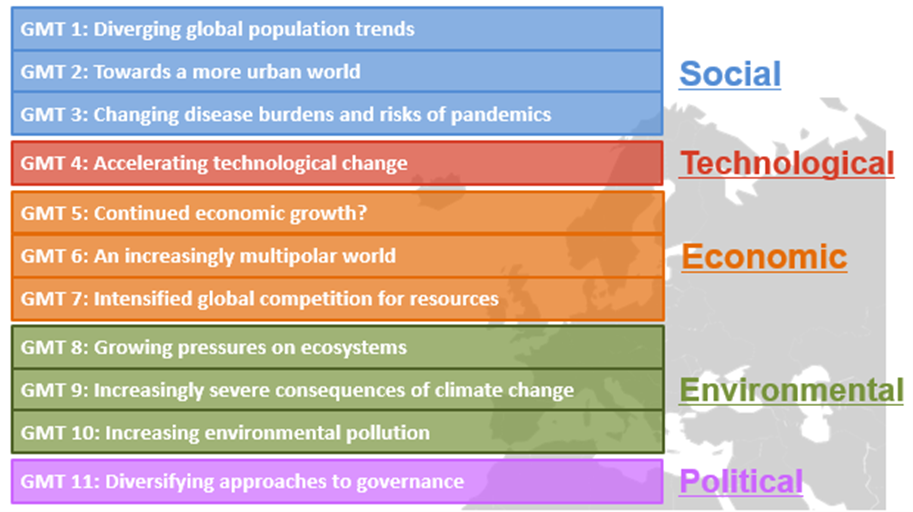 GMT 1: Diverging global population trends
GMT 2: Towards a more urban world
GMT 3: Changing disease burdens and risks of pandemics
Social
GMT 4: Accelerating technological change
Technological
GMT 5: Continued economic growth?
GMT 6: An increasingly multipolar world
GMT 7: Intensified global competition for resources
Economic
GMT 8: Growing pressures on ecosystems
GMT 9: Increasingly severe consequences of climate change
GMT 10: Increasing environmental pollution
Environmental
GMT 11: Diversifying approaches to governance
Political